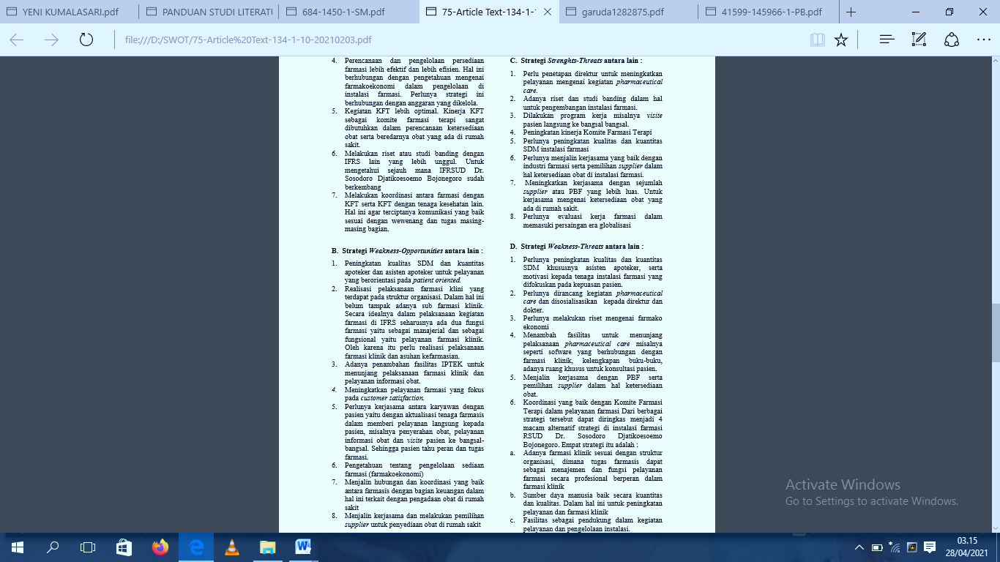 YENI KUMALASARI.pdf
PANDUAN STUDI LITERATU
684-1450-1-SM.pdf
75-Article Text-134-1-
garuda1282875.pdf
41599-145966-1-PB.pdf
file:///D:/SWOT/75-Article%20Text-134-1-10-20210203.pdf
4. Perencanaan dan pengelolaan persediaan
farmasi lebih efektif dan lebih efisien. Hal ini
berhubungan dengan pengetahuan mengenai
farmakoekonomi dalam pengelolaan di
instalasi farmasi. Perlunya strategi ini
berhubungan dengan anggaran yang dikelola.
5. Kegiatan KFT lebih optimal. Kinerja KFT
sebagai komite farmasi terapi sangat
dibutuhkan dalam perencanaan ketersediaan
obat serta beredarnya obat yang ada di rumah
sakit.
6. Melakukan riset atau studi banding dengan
IFRS lain yang lebih unggul. Untuk
mengetahui sejauh mana IFRSUD Dr.
Sosodoro Djatikoesoemo Bojonegoro sudah
berkembang
7. Melakukan koordinasi antara farmasi dengan
KFT serta KFT dengan tenaga kesehatan lain.
Hal ini agar terciptanya komunikasi yang baik
sesuai dengan wewenang dan tugas masing-
masing bagian.
B. Strategi Weakness-Opportunities antara lain :
1. Peningkatan kualitas SDM dan kuantitas
apoteker dan asisten apoteker untuk pelayanan
yang berorientasi pada patient oriented.
2. Realisasi pelaksanaan farmasi klini yang
terdapat pada struktur organisasi. Dalam hal ini
belum tampak adanya sub farmasi klinik.
Secara idealnya dalam pelaksanaan kegiatan
farmasi di IFRS seharusnya ada dua fungsi
farmasi yaitu sebagai manajerial dan sebagai
fungsional yaitu pelayanan farmasi klinik.
Oleh karena itu perlu realisasi pelaksanaan
farmasi klinik dan asuhan kefarmasian.
3. Adanya penambahan fasilitas IPTEK untuk
menunjang pelaksanaan farmasi klinik dan
pelayanan informasi obat.
4. Meningkatkan pelayanan farmasi yang fokus
pada customer satisfaction.
5. Perlunya kerjasama antara karyawan dengan
pasien yaitu dengan aktualisasi tenaga farmasis
dalam memberi pelayanan langsung kepada
pasien, misalnya penyerahan obat, pelayanan
informasi obat dan visite pasien ke bangsal-
bangsal. Sehingga pasien tahu peran dan tugas
farmasi.
6. Pengetahuan tentang pengelolaan sediaan
farmasi (farmakoekonomi)
7. Menjalin hubungan dan koordinasi yang baik
antara farmasis dengan bagian keuangan dalam
hal ini terkait dengan pengadaan obat di rumah
sakit
8. Menjalin kerjasama dan melakukan pemilihan
supplier untuk penyediaan obat di rumah sakit
C. Strategi Strenghts-Threats antara lain :
1. Perlu penetapan direktur untuk meningkatkan
pelayanan mengenai kegiatan pharmaceutical
care.
2. Adanya riset dan studi banding dalam hal
untuk pengembangan instalasi farmasi.
3. Dilakukan program kerja misalnya visite
pasien langsung ke bangsal bangsal.
4. Peningkatan kinerja Komite Farmasi Terapi
5. Perlunya peningkatan kualitas dan kuantitas
SDM instalasi farmasi
6. Perlunya menjalin kerjasama yang baik dengan
industri farmasi serta pemilihan supplier dalam
hal ketersediaan obat di instalasi farmasi.
7. Meningkatkan kerjasama dengan sejumlah
supplier atau PBF yang lebih luas. Untuk
kerjasama mengenai ketersediaan obat yang
ada di rumah sakit.
8. Perlunya evaluasi kerja farmasi dalam
memasuki persaingan era globalisasi
D. Strategi Weakness-Threats antara lain :
1. Perlunya peningkatan kualitas dan kuantitas
SDM khususnya asisten apoteker, serta
motivasi kepada tenaga instalasi farmasi yang
difokuskan pada kepuasan pasien.
2. Perlunya dirancang kegiatan pharmaceutical
care dan disosialisasikan kepada direktur dan
dokter.
3. Perlunya melakukan riset mengenai farmako
ekonomi
4. Menambah fasilitas untuk menunjang
pelaksanaan pharmaceutical care misalnya
seperti sofware yang berhubungan dengan
farmasi klinik, kelengkapan buku-buku,
adanya ruang khusus untuk konsultasi pasien.
5. Menjalin kerjasama dengan PBF serta
pemilihan supplier dalam hal ketersediaan
obat.
6. Koordinasi yang baik dengan Komite Farmasi
Terapi dalam pelayanan farmasi Dari berbagai
strategi tersebut dapat diringkas menjadi 4
macam alternatif strategi di instalasi farmasi
RSUD Dr. Sosodoro Djatikoesoemo
Bojonegoro. Empat strategi itu adalah :
a. Adanya farmasi klinik sesuai dengan struktur
organisasi, dimana tugas farmasis dapat
sebagai menajemen dan fungsi pelayanan
farmasi secara profesional berperan dalam
farmasi klinik
b. Sumber daya manusia baik secara kuantitas
dan kualitas. Dalam hal ini untuk peningkatan
pelayanan dan farmasi klinik
c. Fasilitas sebagai pendukung dalam kegiatan
pelayanan dan pengelolaan instalasi.
Activate Windows
Go to Settings to activate Windows.
03.15
28/04/2021